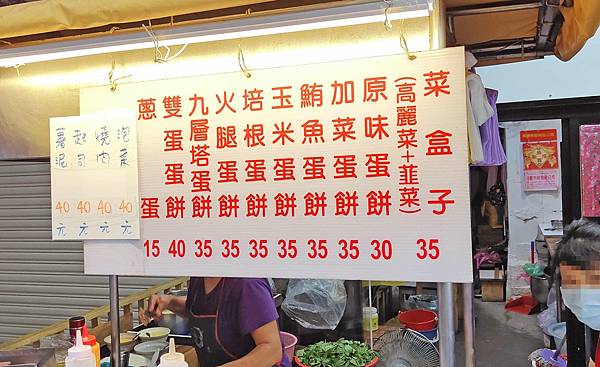 菜盒子 35
(高麗菜+韮菜)
原味蛋餅 30
加菜蛋餅 35
鮪魚蛋餅 35
玉米蛋餅 35
培根蛋餅 35
火腿蛋餅 35
九層塔蛋餅 35
雙蛋蛋餅 40
蔥蛋 15
泡菜 40元
燒肉 40元
起司 40元
薯泥 40元